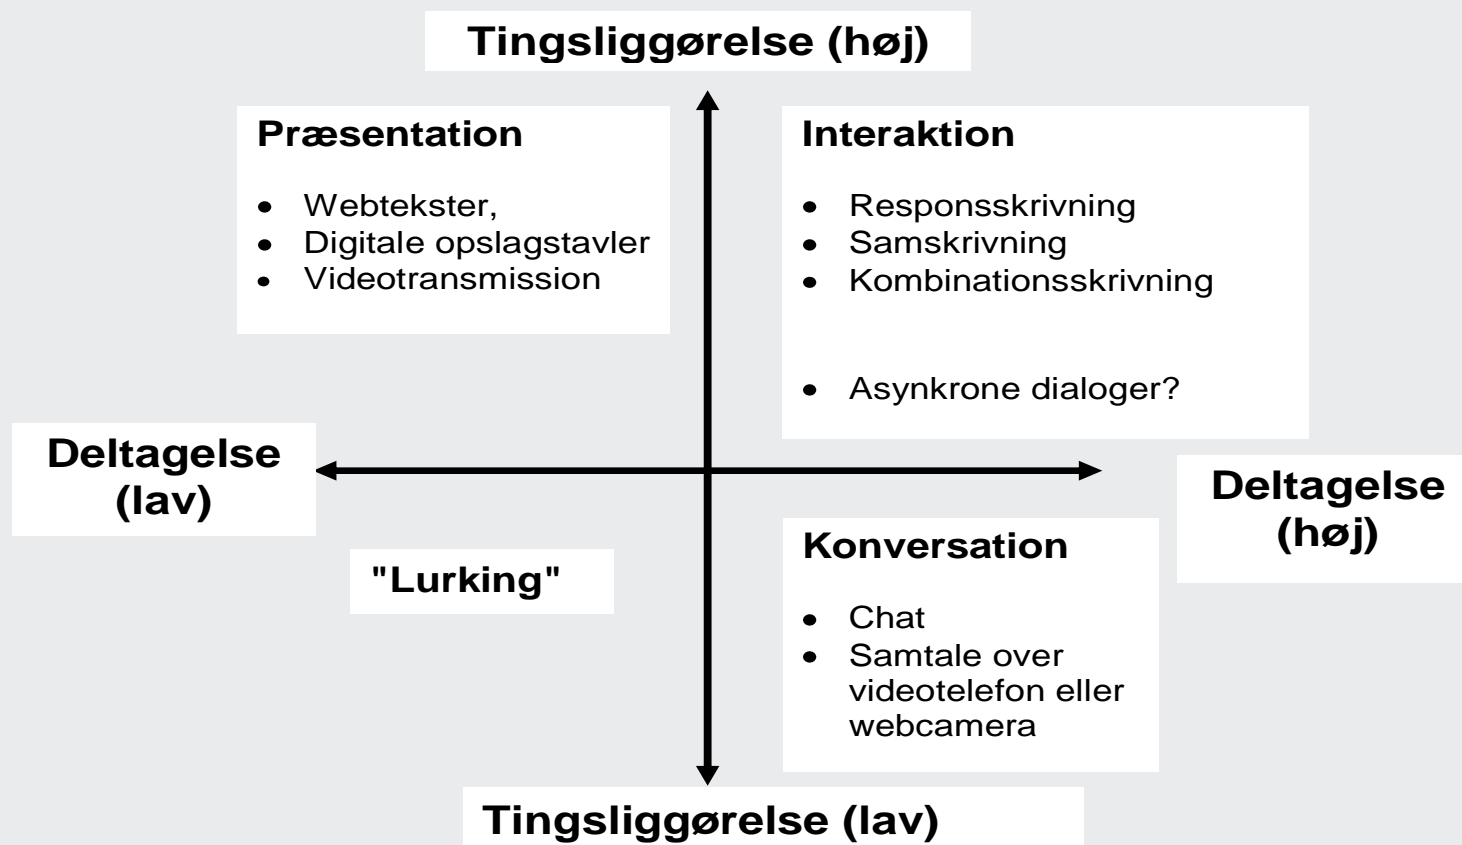 Tingsliggørelse (høj)
Præsentation
• Webtekster,
• Digitale opslagstavler
• Videotransmission
Interaktion
• Responsskrivning
• Samskrivning
• Kombinationsskrivning
• Asynkrone dialoger?
Deltagelse
(lav)
Deltagelse
(høj)
"Lurking"
Konversation
• Chat
• Samtale over
videotelefon eller
webcamera
Tingsliggørelse (lav)